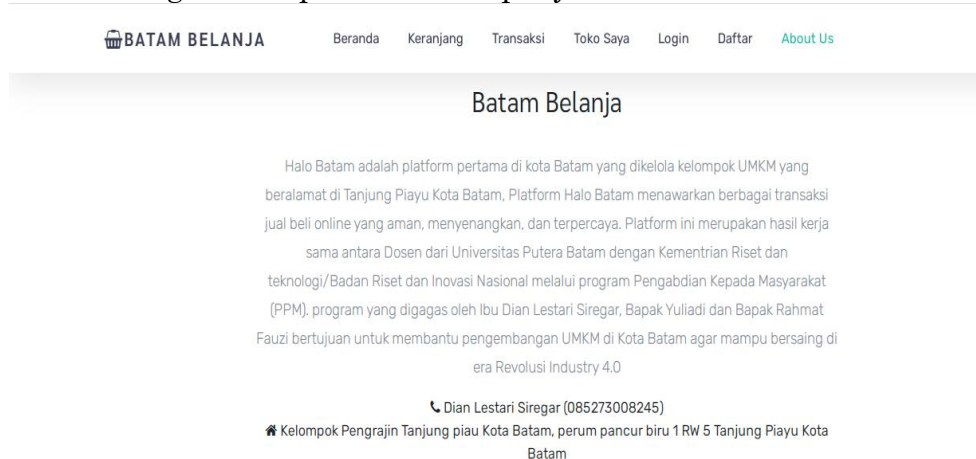 BATAM BELANJA Beranda Keranjang Transaksi Toko Saya Login Daftar About Us
Batam Belanja
Halo Batam adalah platform pertama di kota Batam yang dikelola kelompok UMKM yang
beralamat di Tanjung Piayu Kota Batam, Platform Halo Batam menawarkan berbagai transaksi
jual beli online yang aman, menyenangkan, dan terpercaya. Platform ini merupakan hasil kerja
sama antara Dosen dari Universitas Putera Batam dengan Kementrian Riset dan
teknologi/Badan Riset dan Inovasi Nasional melalui program Pengabdian Kepada Masyarakat
(PPM). program yang digagas oleh Ibu Dian Lestari Siregar, Bapak Yuliadi dan Bapak Rahmat
Fauzi bertujuan untuk membantu pengembangan UMKM di Kota Batam agar mampu bersaing di
era Revolusi Industry 4.0
Dian Lestari Siregar (085273008245)
Kelompok Pengrajin Tanjung piau Kota Batam, perum pancur biru 1 RW 5 Tanjung Piayu Kota
Batam